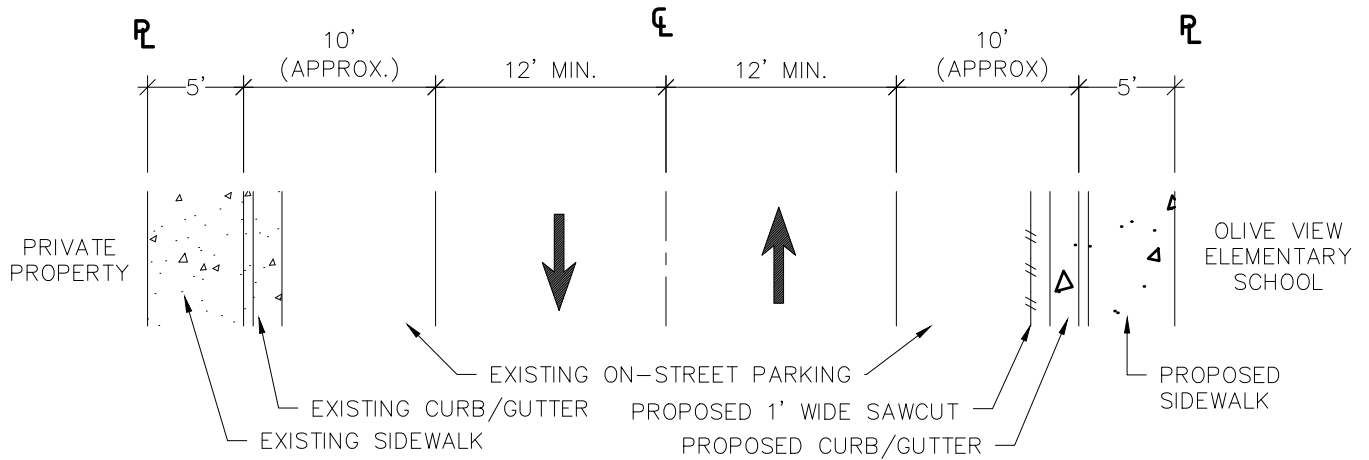 PL
CL
PL
10'
(APPROX.)
10'
(APPROX)
5'
12' MIN.
12' MIN.
5'
PRIVATE
PROPERTY
OLIVE VIEW
ELEMENTARY
SCHOOL
EXISTING ON-STREET PARKING
PROPOSED
SIDEWALK
EXISTING CURB/GUTTER
PROPOSED 1' WIDE SAWCUT
EXISTING SIDEWALK
PROPOSED CURB/GUTTER